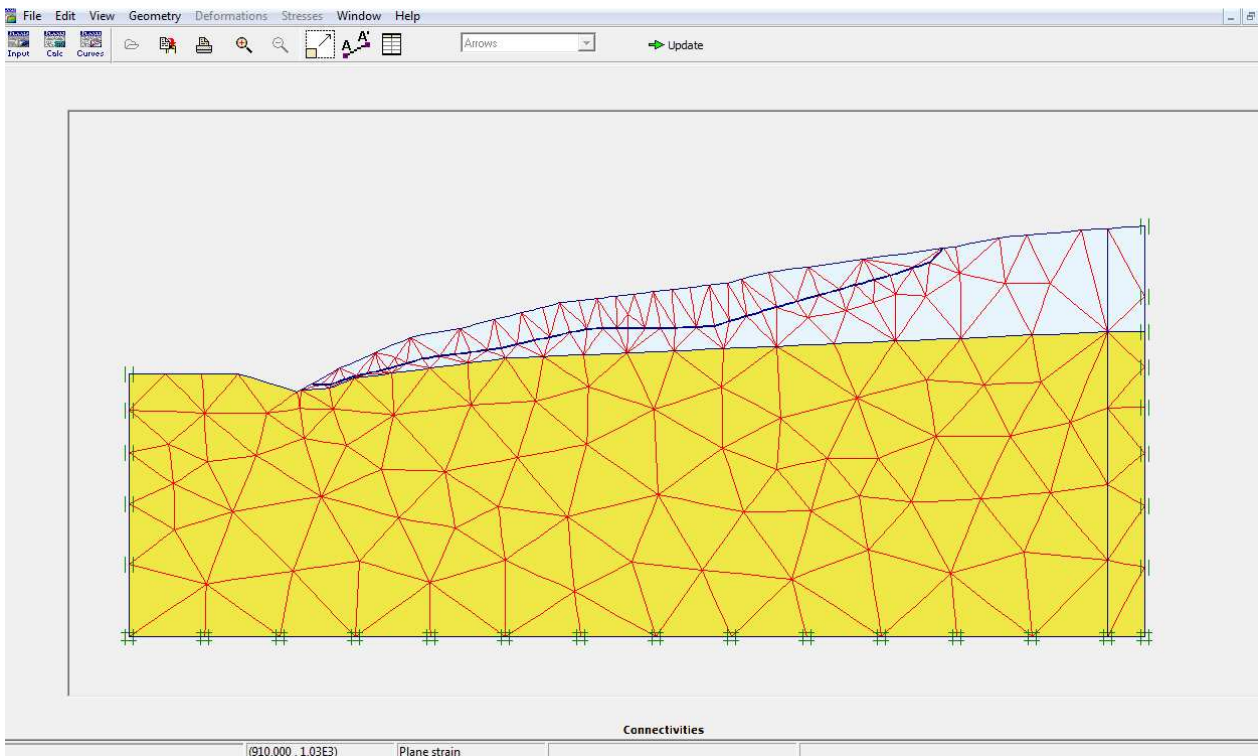 File Edit View Geometry Deformations Stresses Window Help
Input Calc Curves A A' Arrows Update
Connectivities
(910.000 , 1.03E3) Plane strain